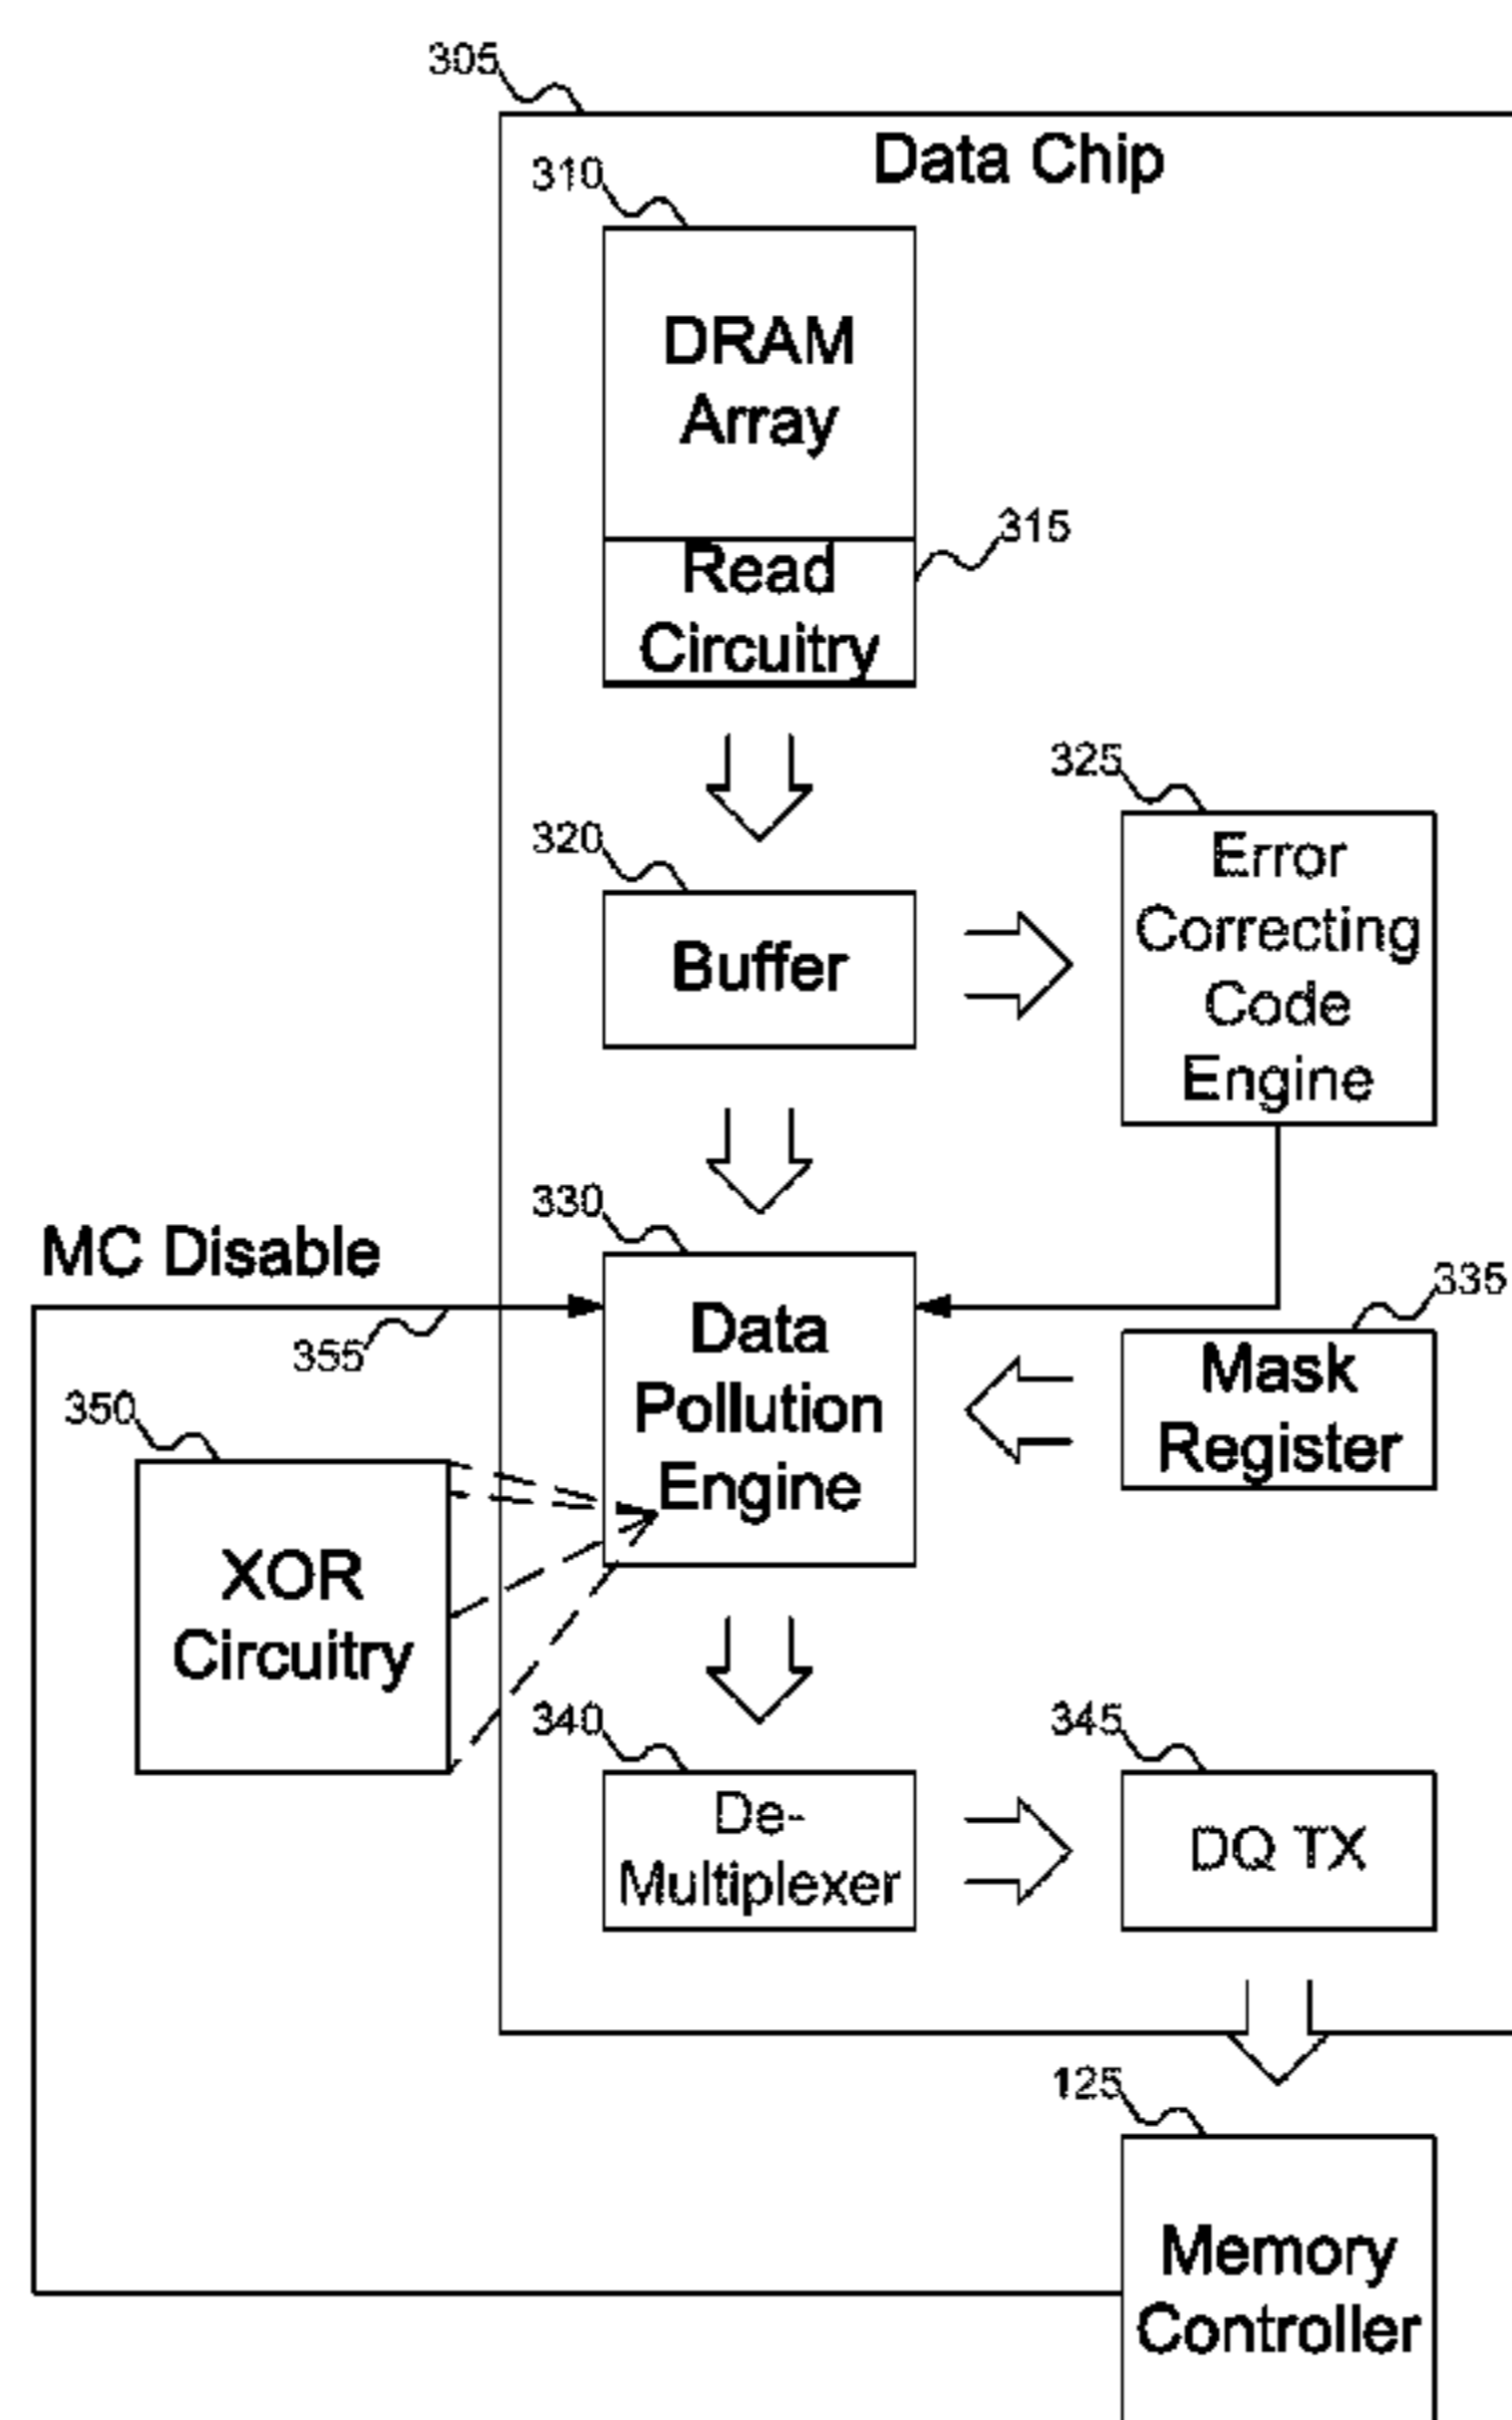 305
Data Chip
310
DRAM
Array
315
Read
Circuitry
325
320
Error
Correcting
Code
Engine
Buffer
330
MC Disable
335
355
Data
Pollution
Engine
Mask
Register
350
XOR
Circuitry
340
345
De-
Multiplexer
DQ TX
125
Memory
Controller